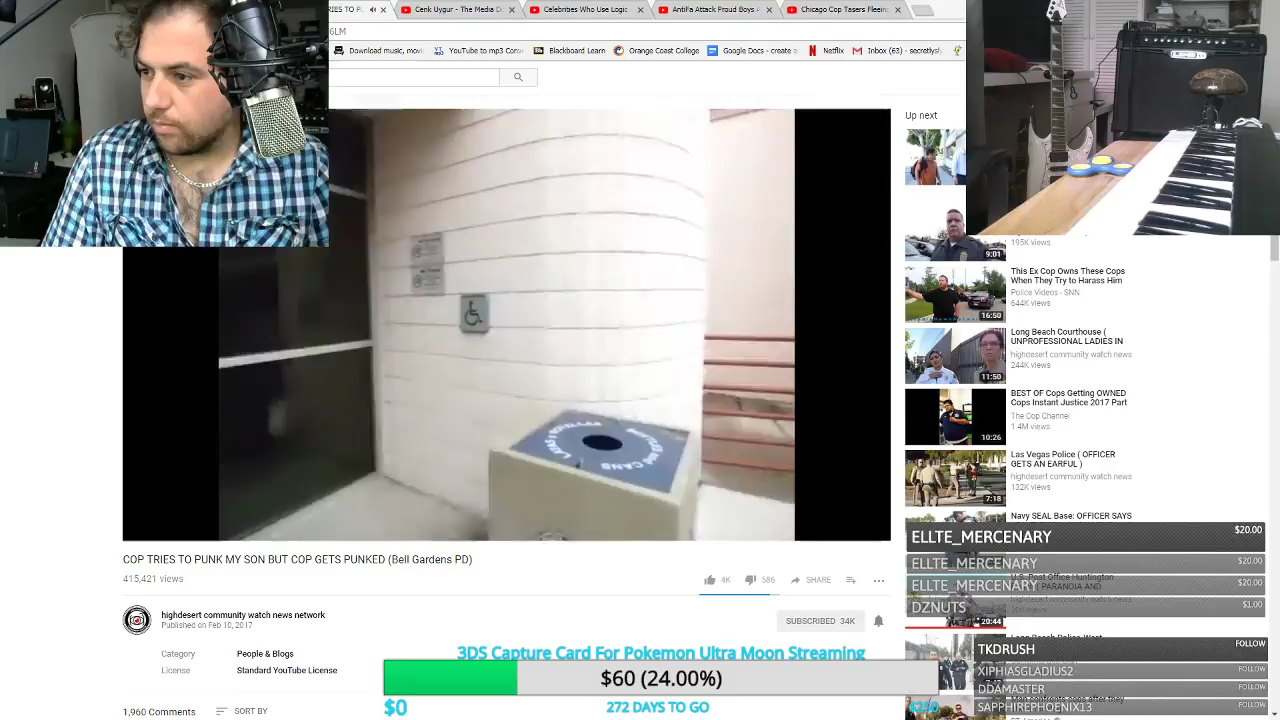 Cenk Uygur - The Media D
Celebrities Who Use Logic
AntiFa Attack Proud Boys
Chicago Cop Tasers Fleein
6LM
Download music, movi
YouTube to mp3
Blackboard Learn
Orange Coast College
Google Docs - create
Netflix
Inbox (63) - secretlysk
Up next
195K views
9:01
This Ex Cop Owns These Cops
When They Try to Harass Him
Police Videos - SNN
644K views
16:50
Long Beach Courthouse (
UNPROFESSIONAL LADIES IN
highdesert community watch news
244K views
11:50
BEST OF Cops Getting OWNED
Cops Instant Justice 2017 Part
The Cop Channel
1.4M views
10:26
Las Vegas Police ( OFFICER
GETS AN EARFUL )
highdesert community watch news
132K views
7:18
Navy SEAL Base: OFFICER SAYS
ELLTE_MERCENARY $20.00
ELLTE_MERCENARY $20.00
ELLTE_MERCENARY $20.00
DZNUTS $1.00
U.S. Post Office Huntington
( PARANOIA AND
20:44
TKDRUSH FOLLOW
XIPHIASGLADIUS2 FOLLOW
DDAMASTER FOLLOW
SAPPHIREPHOENIX13 FOLLOW
COP TRIES TO PUNK MY SON BUT COP GETS PUNKED (Bell Gardens PD)
415,421 views
4K
586
SHARE
highdesert community watch news network
Published on Feb 10, 2017
SUBSCRIBED 34K
Category People & Blogs
License Standard YouTube License
3DS Capture Card For Pokemon Ultra Moon Streaming
$60 (24.00%)
$0
272 DAYS TO GO
$250
1,960 Comments
SORT BY